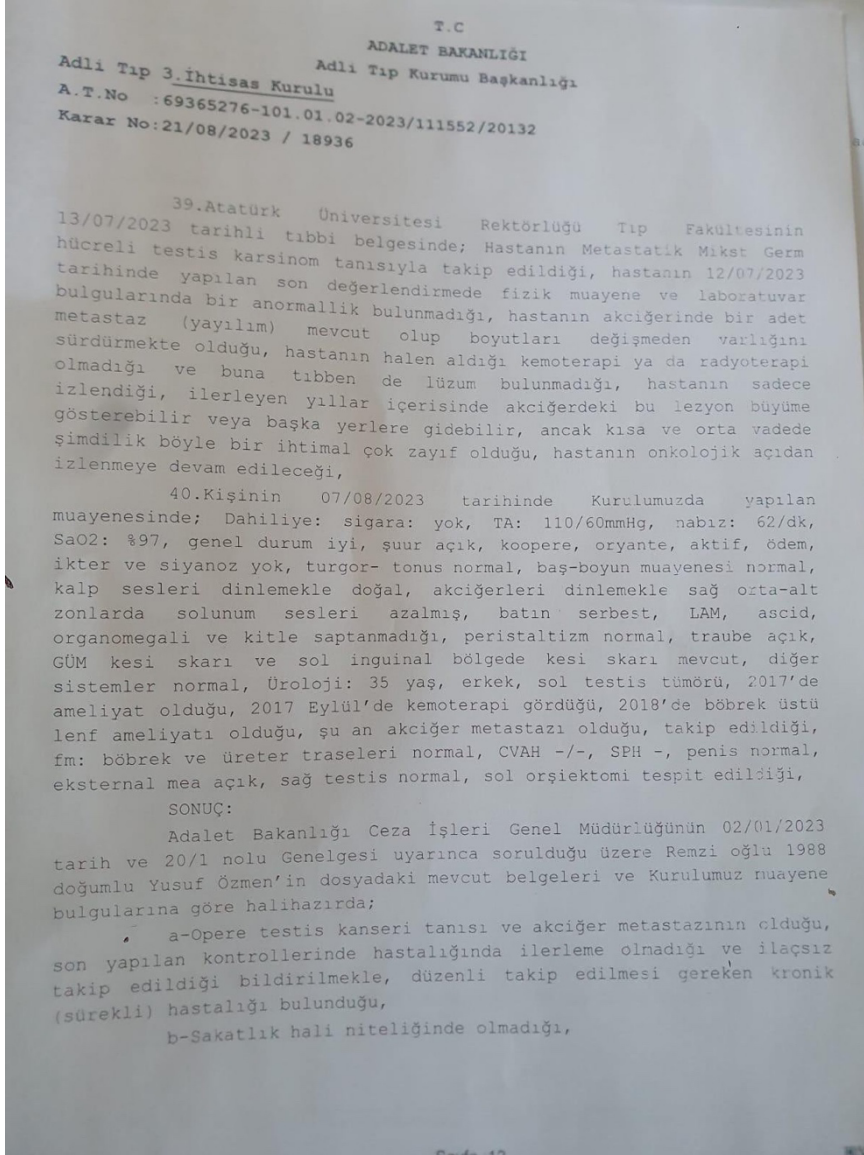 T.C
ADALET BAKANLIĞI
Adli Tıp Kurumu Başkanlığı
Adli Tıp 3.İhtisas Kurulu
A.T.No :69365276-101.01.02-2023/111552/20132
Karar No:21/08/2023 / 18936
39.Atatürk Üniversitesi Rektörlüğü Tıp Fakültesinin
13/07/2023 tarihli tıbbi belgesinde; Hastanın Metastatik Mikst Germ
hücreli testis karsinom tanısıyla takip edildiği, hastanın 12/07/2023
tarihinde yapılan son değerlendirmede fizik muayene ve laboratuvar
bulgularında bir anormallik bulunmadığı, hastanın akciğerinde bir adet
metastaz (yayılım) mevcut olup boyutları değişmeden varlığını
sürdürmekte olduğu, hastanın halen aldığı kemoterapi ya da radyoterapi
olmadığı ve buna tıbben de lüzum bulunmadığı, hastanın sadece
izlendiği, ilerleyen yıllar içerisinde akciğerdeki bu lezyon büyüme
gösterebilir veya başka yerlere gidebilir, ancak kısa ve orta vadede
şimdilik böyle bir ihtimal çok zayıf olduğu, hastanın onkolojik açıdan
izlenmeye devam edileceği,
40.Kişinin 07/08/2023 tarihinde Kurulumuzda yapılan
muayenesinde; Dahiliye: sigara: yok, TA: 110/60mmHg, nabız: 62/dk,
SaO2: %97, genel durum iyi, şuur açık, koopere, oryante, aktif, ödem,
ikter ve siyanoz yok, turgor- tonus normal, baş-boyun muayenesi normal,
kalp sesleri dinlemekle doğal, akciğerleri dinlemekle sağ orta-alt
zonlarda solunum sesleri azalmış, batın serbest, LAM, ascid,
organomegali ve kitle saptanmadığı, peristaltizm normal, traube açık,
GÜM kesi skarı ve sol inguinal bölgede kesi skarı mevcut, diğer
sistemler normal, Üroloji: 35 yaş, erkek, sol testis tümörü, 2017'de
ameliyat olduğu, 2017 Eylül'de kemoterapi gördüğü, 2018'de böbrek üstü
lenf ameliyatı olduğu, şu an akciğer metastazı olduğu, takip edildiği,
fm: böbrek ve üreter traseleri normal, CVAH -/-, SPH -, penis normal,
eksternal mea açık, sağ testis normal, sol orşiektomi tespit edildiği,
SONUÇ:
Adalet Bakanlığı Ceza İşleri Genel Müdürlüğünün 02/01/2023
tarih ve 20/1 nolu Genelgesi uyarınca sorulduğu üzere Remzi oğlu 1988
doğumlu Yusuf Özmen'in dosyadaki mevcut belgeleri ve Kurulumuz muayene
bulgularına göre halihazırda;
a-Opere testis kanseri tanısı ve akciğer metastazının olduğu,
son yapılan kontrollerinde hastalığında ilerleme olmadığı ve ilaçsız
takip edildiği bildirilmekle, düzenli takip edilmesi gereken kronik
(sürekli) hastalığı bulunduğu,
b-Sakatlık hali niteliğinde olmadığı,